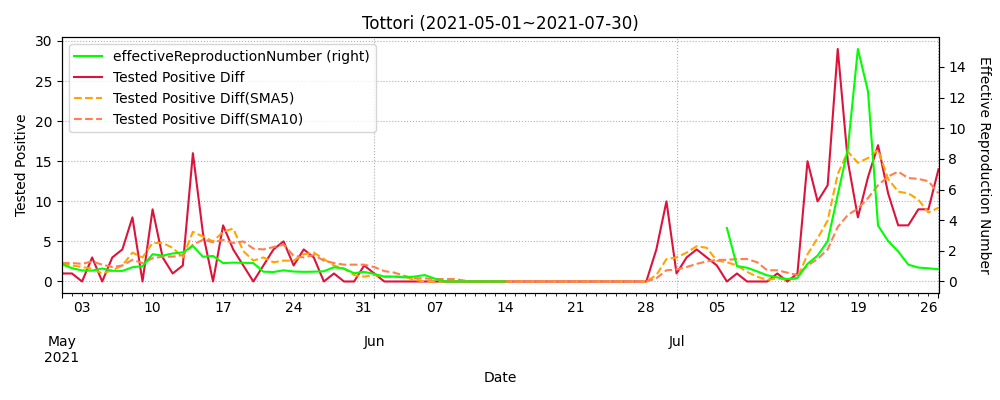 Tottori (2021-05-01~2021-07-30)
effectiveReproductionNumber (right)
Tested Positive Diff
Tested Positive Diff(SMA5)
Tested Positive Diff(SMA10)
Tested Positive
30
25
20
15
10
5
0
14
12
10
8
6
4
2
0
Effective Reproduction Number
03 10 17 24 31 07 14 21 28 05 12 19 26
May Jun Jul
2021
Date